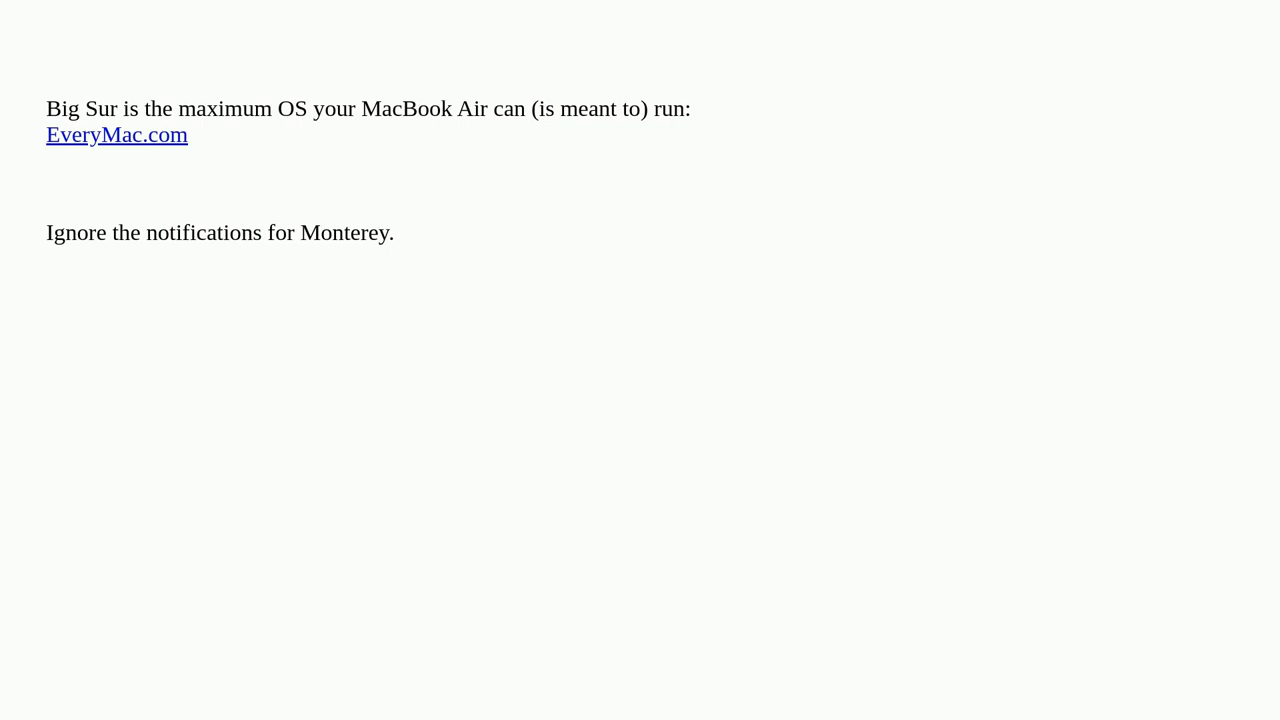 Big Sur is the maximum OS your MacBook Air can (is meant to) run:
EveryMac.com
Ignore the notifications for Monterey.